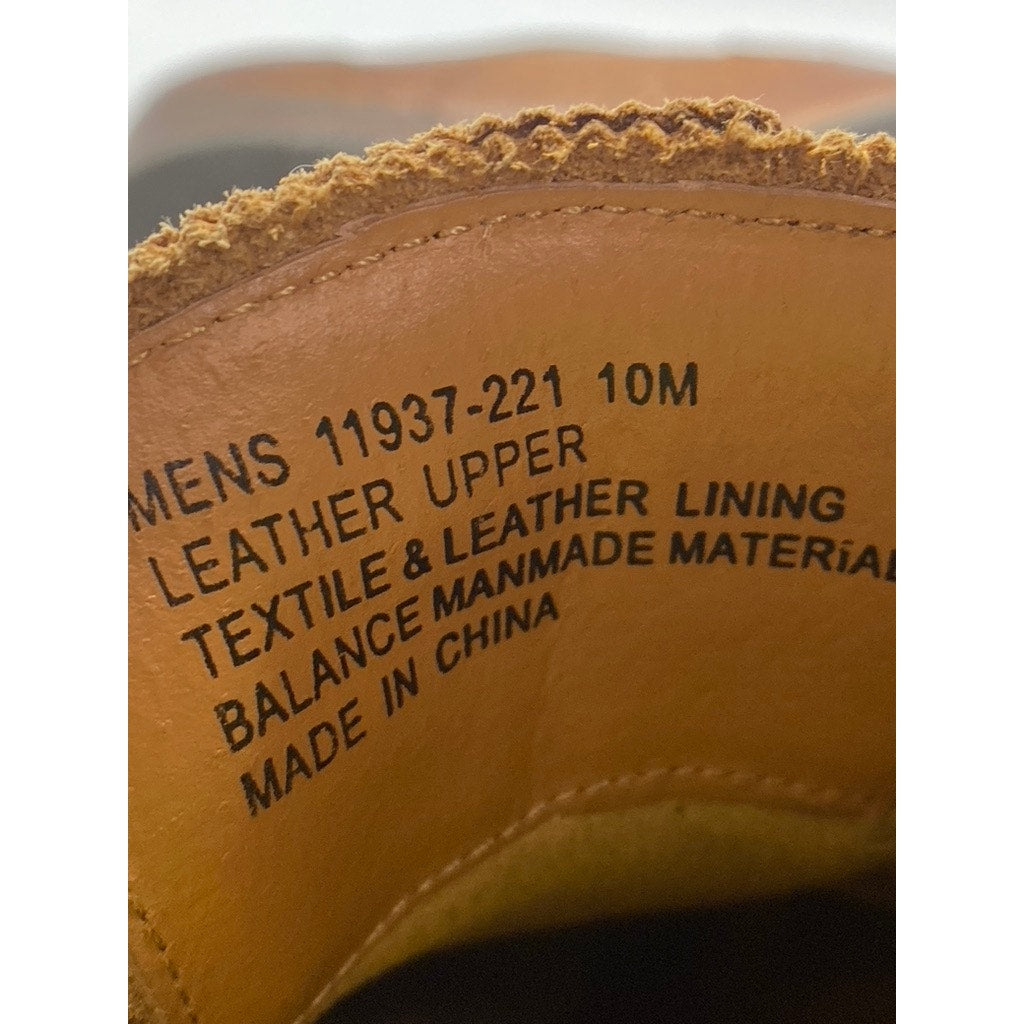 MENS 11937-221 10M
LEATHER UPPER
TEXTILE & LEATHER LINING
BALANCE MANMADE MATERiAL
MADE IN CHINA